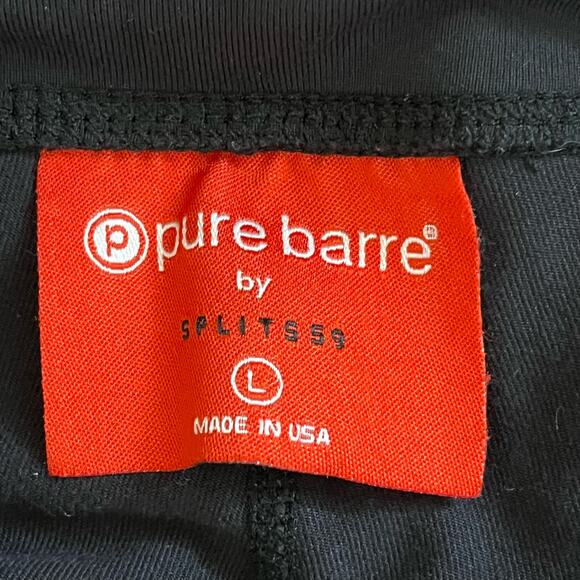 p pure barre®
by
SPLITS59
L
MADE IN USA